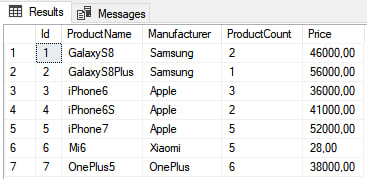 Results Messages
Id ProductName Manufacturer ProductCount Price
1 1 GalaxyS8 Samsung 2 46000,00
2 2 GalaxyS8Plus Samsung 1 56000,00
3 3 iPhone6 Apple 3 36000,00
4 4 iPhone6S Apple 2 41000,00
5 5 iPhone7 Apple 5 52000,00
6 6 Mi6 Xiaomi 5 28,00
7 7 OnePlus5 OnePlus 6 38000,00